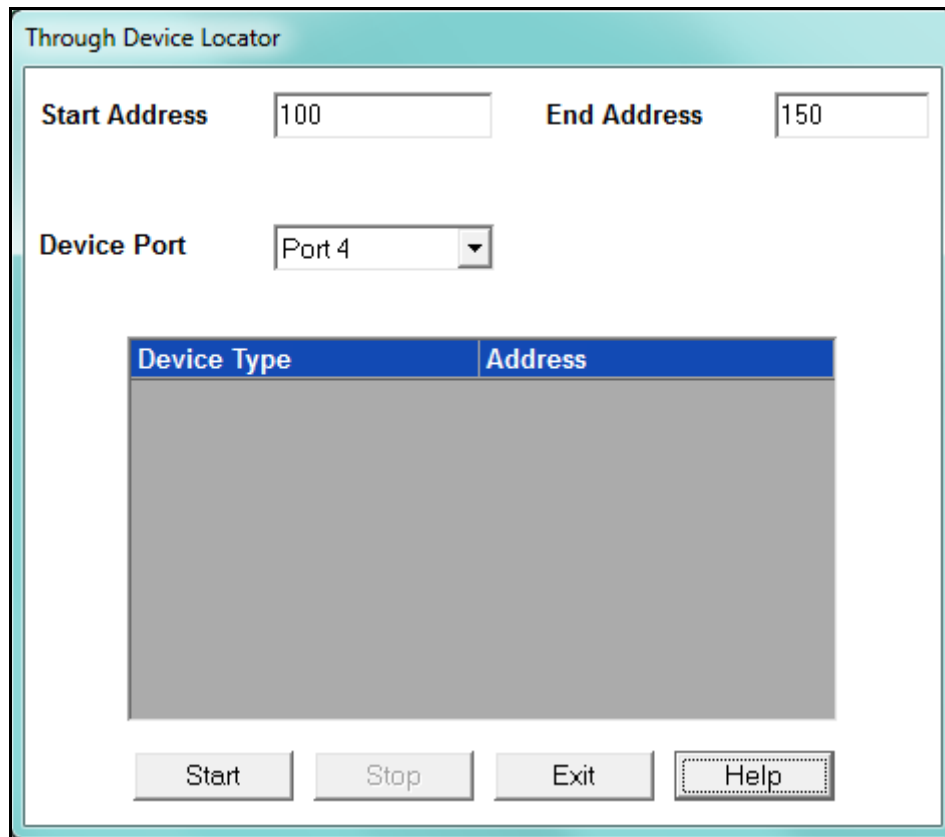 Through Device Locator
Start Address 100 End Address 150
Device Port Port 4
Device Type Address
Start Stop Exit Help